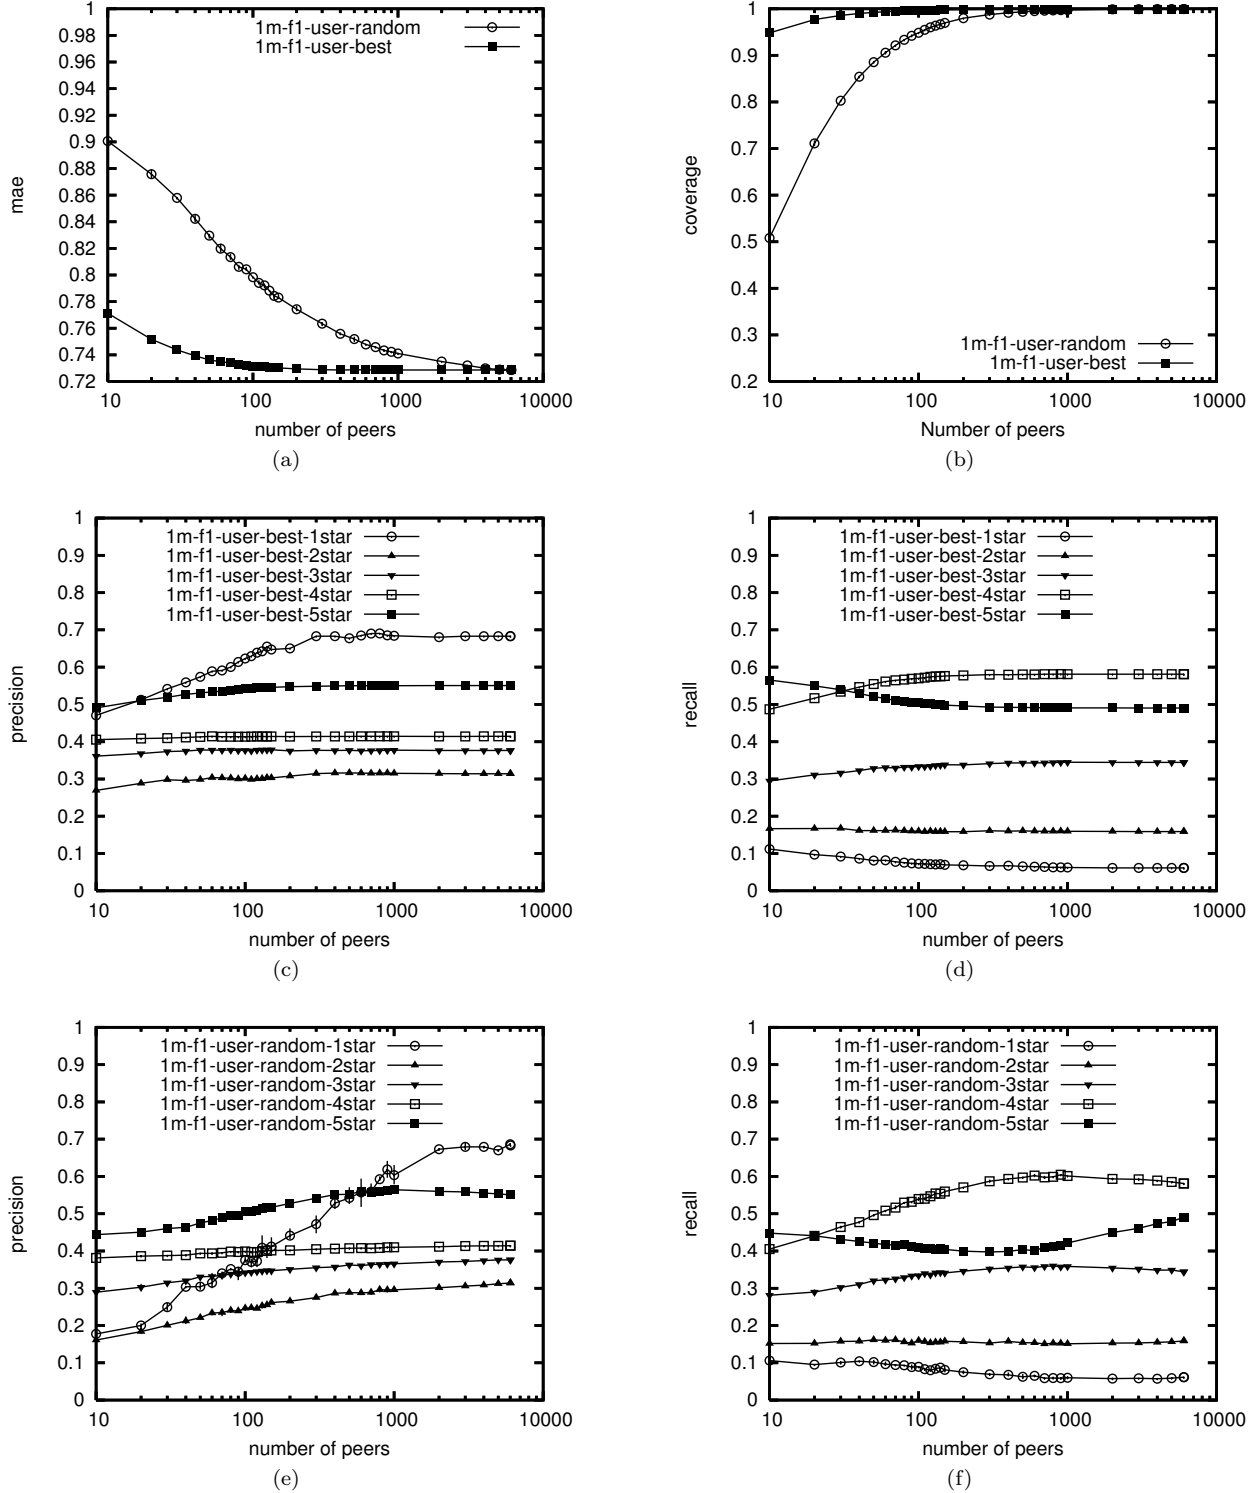 1
0.98
0.96
0.94
0.92
0.9
0.88
0.86
0.84
0.82
0.8
0.78
0.76
0.74
0.72
mae
1m-f1-user-random
1m-f1-user-best
10 100 1000 10000
number of peers
(a)
1
0.9
0.8
0.7
0.6
0.5
0.4
0.3
0.2
coverage
1m-f1-user-random
1m-f1-user-best
10 100 1000 10000
Number of peers
(b)
1
0.9
0.8
0.7
0.6
0.5
0.4
0.3
0.2
0.1
0
precision
1m-f1-user-best-1star
1m-f1-user-best-2star
1m-f1-user-best-3star
1m-f1-user-best-4star
1m-f1-user-best-5star
10 100 1000 10000
number of peers
(c)
1
0.9
0.8
0.7
0.6
0.5
0.4
0.3
0.2
0.1
0
recall
1m-f1-user-best-1star
1m-f1-user-best-2star
1m-f1-user-best-3star
1m-f1-user-best-4star
1m-f1-user-best-5star
10 100 1000 10000
number of peers
(d)
1
0.9
0.8
0.7
0.6
0.5
0.4
0.3
0.2
0.1
0
precision
1m-f1-user-random-1star
1m-f1-user-random-2star
1m-f1-user-random-3star
1m-f1-user-random-4star
1m-f1-user-random-5star
10 100 1000 10000
number of peers
(e)
1
0.9
0.8
0.7
0.6
0.5
0.4
0.3
0.2
0.1
0
recall
1m-f1-user-random-1star
1m-f1-user-random-2star
1m-f1-user-random-3star
1m-f1-user-random-4star
1m-f1-user-random-5star
10 100 1000 10000
number of peers
(f)